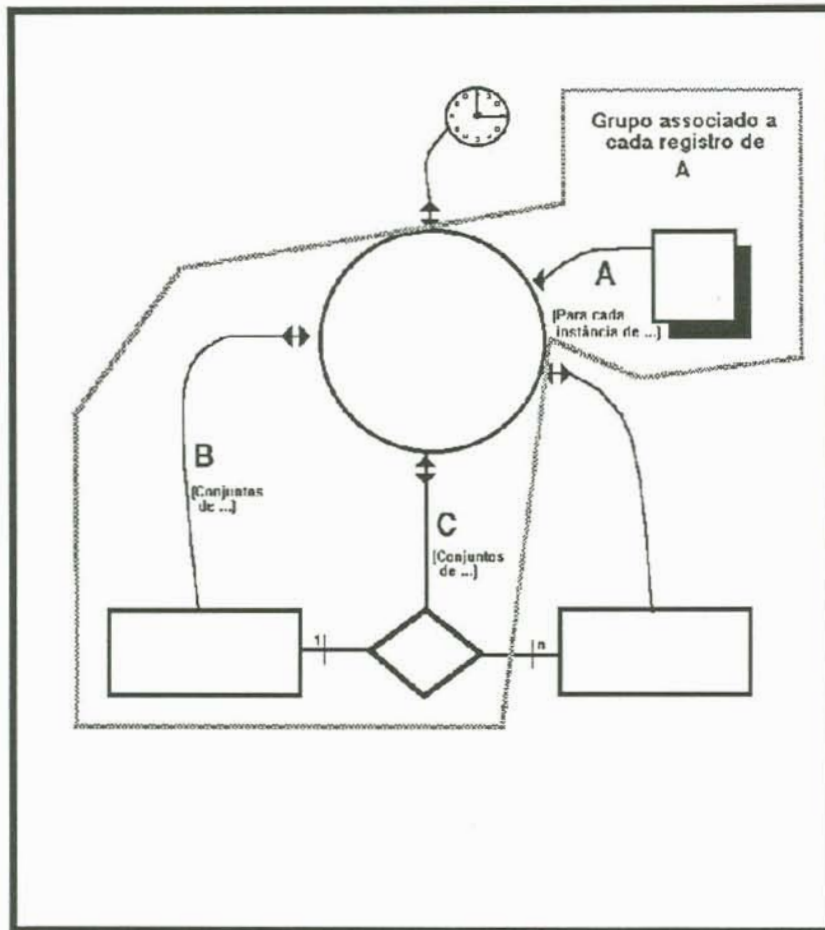 Grupo associado a
cada registro de
A
A
[Para cada
instância de ...]
B
[Conjuntos
de ...]
C
[Conjuntos
de ...]
1
n